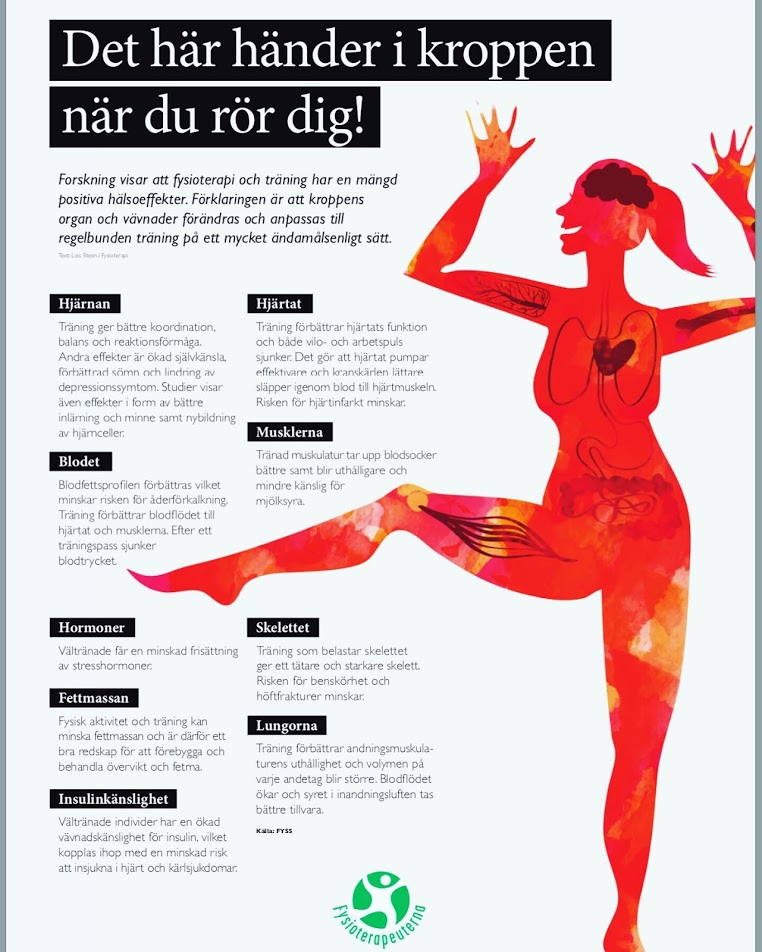 Det här händer i kroppen
när du rör dig!
Forskning visar att fysioterapi och träning har en mängd
positiva hälsoeffekter. Förklaringen är att kroppens
organ och vävnader förändras och anpassas till
regelbunden träning på ett mycket ändamålsenligt sätt.
Text Lois Steen / Fysioterapi
Hjärnan
Träning ger bättre koordination,
balans och reaktionsförmåga.
Andra effekter är ökad självkänsla,
förbättrad sömn och lindring av
depressionssymtom. Studier visar
även effekter i form av bättre
inlärning och minne samt nybildning
av hjärnceller.
Blodet
Blodfettsprofilen förbättras vilket
minskar risken för åderförkalkning.
Träning förbättrar blodflödet till
hjärtat och musklerna. Efter ett
träningspass sjunker
blodtrycket.
Hjärtat
Träning förbättrar hjärtats funktion
och både vilo- och arbetspuls
sjunker. Det gör att hjärtat pumpar
effektivare och kranskärlen lättare
släpper igenom blod till hjärtmuskeln.
Risken för hjärtinfarkt minskar.
Musklerna
Tränad muskulatur tar upp blodsocker
bättre samt blir uthålligare och
mindre känslig för
mjölksyra.
Hormoner
Vältränade får en minskad frisättning
av stresshormoner.
Fettmassan
Fysisk aktivitet och träning kan
minska fettmassan och är därför ett
bra redskap för att förebygga och
behandla övervikt och fetma.
Insulinkänslighet
Vältränade individer har en ökad
vävnadskänslighet för insulin, vilket
kopplas ihop med en minskad risk
att insjukna i hjärt och kärlsjukdomar.
Skelettet
Träning som belastar skelettet
ger ett tätare och starkare skelett.
Risken för benskörhet och
höftfrakturer minskar.
Lungorna
Träning förbättrar andningsmuskula-
turens uthållighet och volymen på
varje andetag blir större. Blodflödet
ökar och syret i inandningsluften tas
bättre tillvara.
Källa: FYSS
Fysioterapeuterna